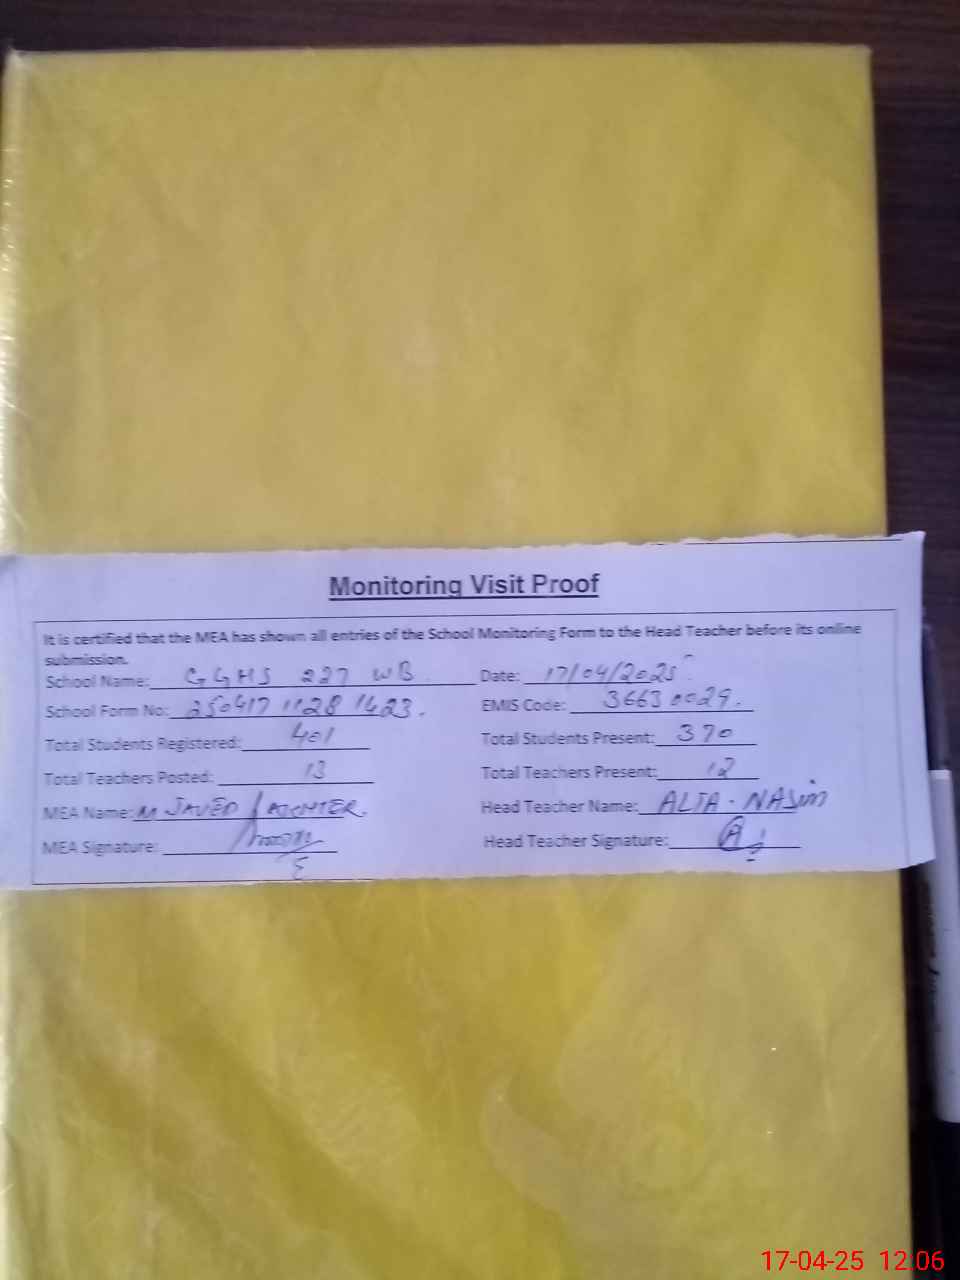 Monitoring Visit Proof
It is certified that the MEA has shown all entries of the School Monitoring Form to the Head Teacher before its online
submission.
School Name: GGHS 227 WB Date: 17/04/2025
School Form No: 250417 1128 1423. EMIS Code: 36630029.
Total Students Registered: 401 Total Students Present: 370
Total Teachers Posted: 13 Total Teachers Present: 12
MEA Name: M JAVED AKHTER. Head Teacher Name: ALIA - NASIM
MEA Signature: Head Teacher Signature:
17-04-25 12:06